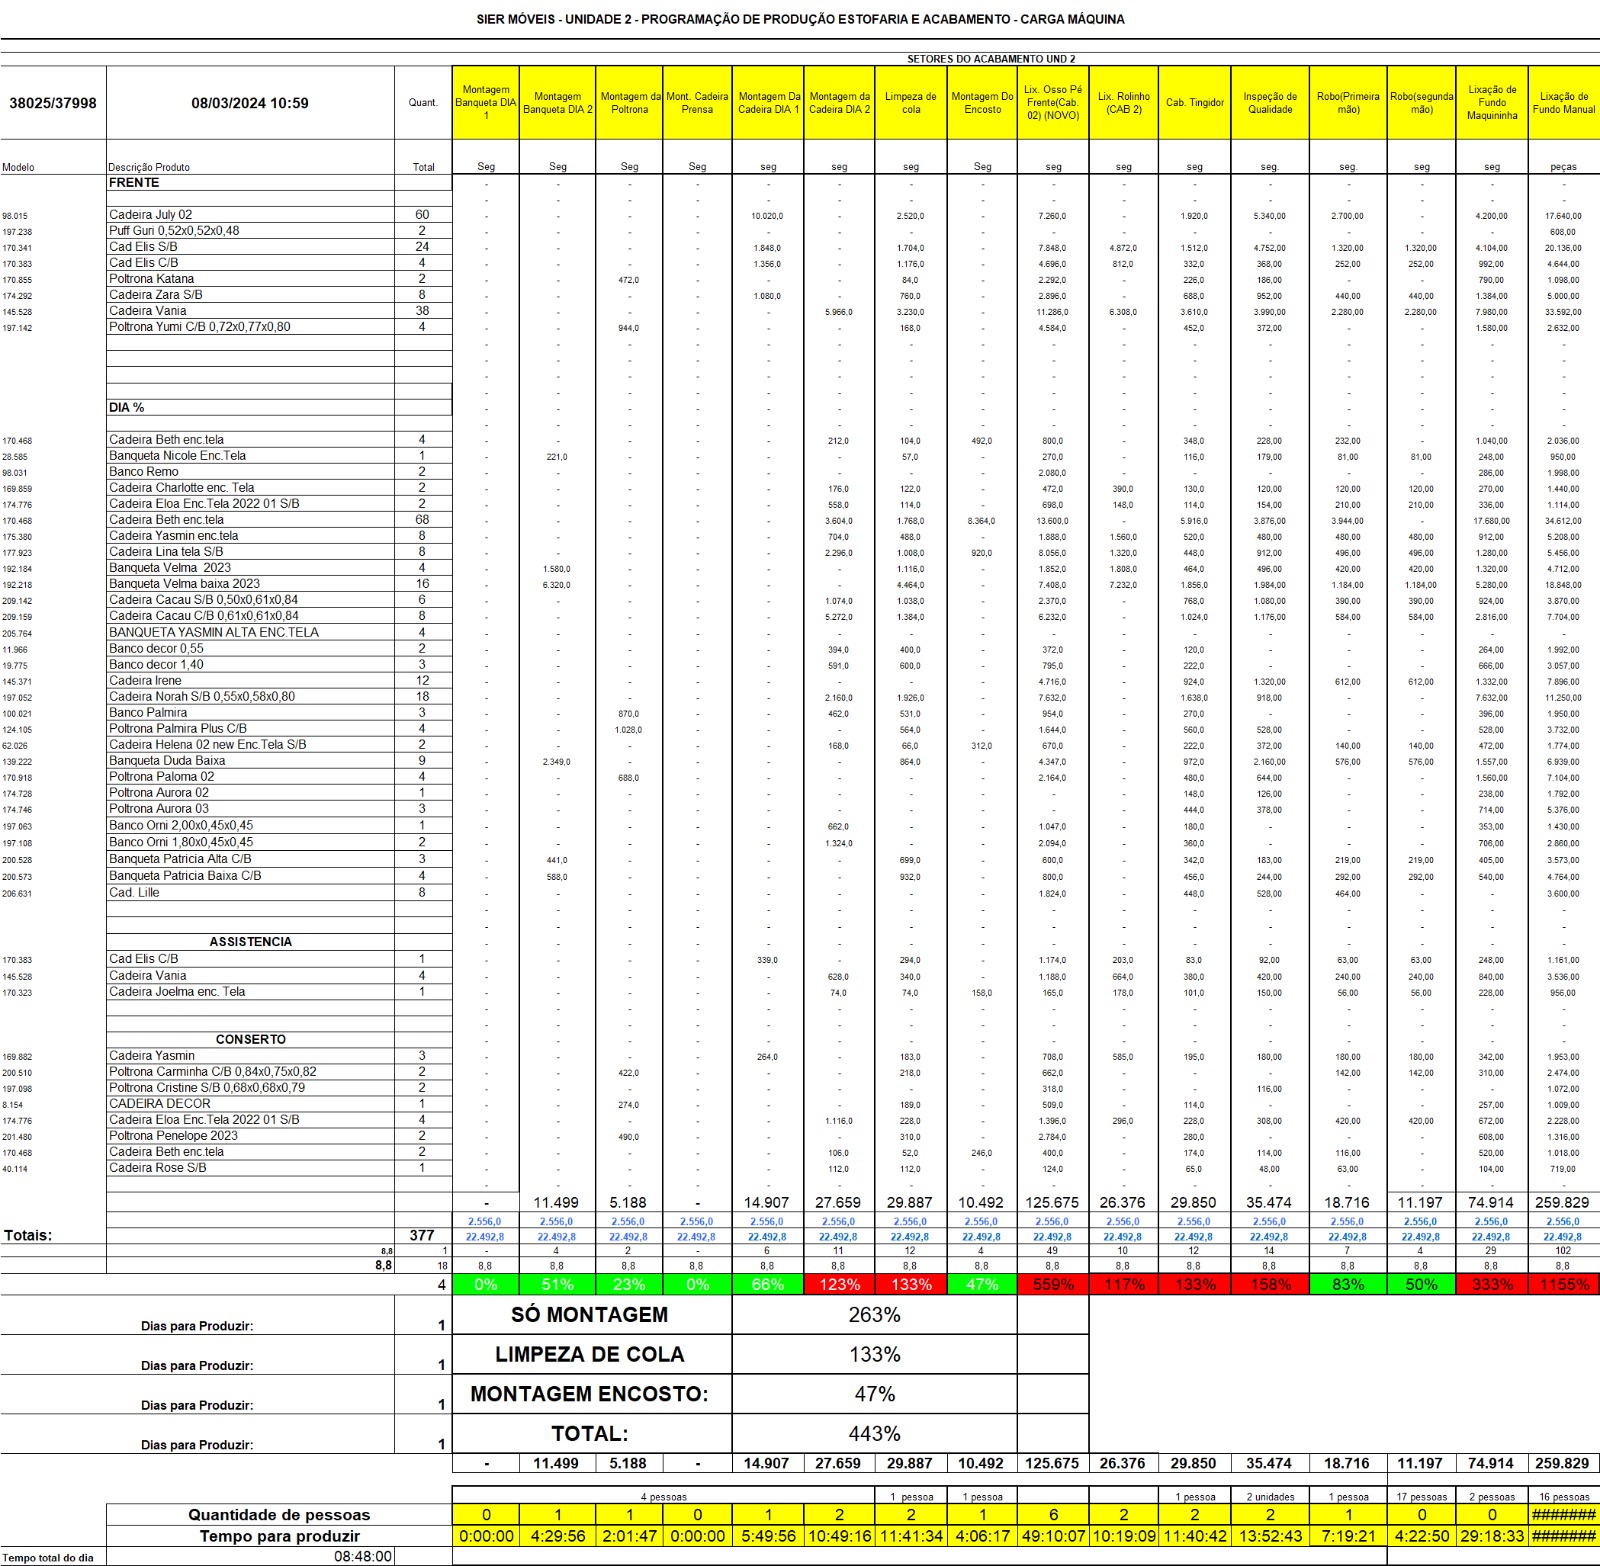 SIER MÓVEIS - UNIDADE 2 - PROGRAMAÇÃO DE PRODUÇÃO ESTOFARIA E ACABAMENTO - CARGA MÁQUINA
SETORES DO ACABAMENTO UND 2
38025/37998 08/03/2024 10:59 Quant. Montagem Banqueta DIA 1 Montagem Banqueta DIA 2 Montagem da Poltrona Mont. Cadeira Prensa Montagem Da Cadeira DIA 1 Montagem da Cadeira DIA 2 Limpeza de cola Montagem Do Encosto Lix. Osso Pé Frente(Cab. 02) (NOVO) Lix. Rolinho (CAB 2) Cab. Tingidor Inspeção de Qualidade Robo(Primeira mão) Robo(segunda mão) Lixação de Fundo Maquininha Lixação de Fundo Manual
Modelo Descrição Produto Total Seg Seg Seg Seg seg seg seg Seg seg seg seg seg. seg. seg seg peças
FRENTE - - - - - - - - - - - - - - - -
- - - - - - - - - - - - - - - -
98.015 Cadeira July 02 60 - - - - 10.020,0 - 2.520,0 - 7.260,0 - 1.920,0 5.340,00 2.700,00 - 4.200,00 17.640,00
197.238 Puff Guri 0,52x0,52x0,48 2 - - - - - - - - - - - - - - - 608,00
170.341 Cad Elis S/B 24 - - - - 1.848,0 - 1.704,0 - 7.848,0 4.872,0 1.512,0 4.752,00 1.320,00 1.320,00 4.104,00 20.136,00
170.383 Cad Elis C/B 4 - - - - 1.356,0 - 1.176,0 - 4.696,0 812,0 332,0 368,00 252,00 252,00 992,00 4.644,00
170.855 Poltrona Katana 2 - - 472,0 - - - 84,0 - 2.292,0 - 226,0 186,00 - - 790,00 1.098,00
174.292 Cadeira Zara S/B 8 - - - - 1.080,0 - 760,0 - 2.896,0 - 688,0 952,00 440,00 440,00 1.384,00 5.000,00
145.528 Cadeira Vania 38 - - - - - 5.966,0 3.230,0 - 11.286,0 6.308,0 3.610,0 3.990,00 2.280,00 2.280,00 7.980,00 33.592,00
197.142 Poltrona Yumi C/B 0,72x0,77x0,80 4 - - 944,0 - - - 168,0 - 4.584,0 - 452,0 372,00 - - 1.580,00 2.632,00
- - - - - - - - - - - - - - - -
- - - - - - - - - - - - - - - -
- - - - - - - - - - - - - - - -
- - - - - - - - - - - - - - - -
DIA % - - - - - - - - - - - - - - - -
- - - - - - - - - - - - - - - -
170.468 Cadeira Beth enc.tela 4 - - - - - 212,0 104,0 492,0 800,0 - 348,0 228,00 232,00 - 1.040,00 2.036,00
28.585 Banqueta Nicole Enc.Tela 1 - 221,0 - - - - 57,0 - 270,0 - 116,0 179,00 81,00 81,00 248,00 950,00
98.031 Banco Remo 2 - - - - - - - - 2.080,0 - - - - - 286,00 1.998,00
169.859 Cadeira Charlotte enc. Tela 2 - - - - - 176,0 122,0 - 472,0 390,0 130,0 120,00 120,00 120,00 270,00 1.440,00
174.776 Cadeira Eloa Enc.Tela 2022 01 S/B 2 - - - - - 558,0 114,0 - 698,0 148,0 114,0 154,00 210,00 210,00 336,00 1.114,00
170.468 Cadeira Beth enc.tela 68 - - - - - 3.604,0 1.768,0 8.364,0 13.600,0 - 5.916,0 3.876,00 3.944,00 - 17.680,00 34.612,00
175.380 Cadeira Yasmin enc.tela 8 - - - - - 704,0 488,0 - 1.888,0 1.560,0 520,0 480,00 480,00 480,00 912,00 5.208,00
177.923 Cadeira Lina tela S/B 8 - - - - - 2.296,0 1.008,0 920,0 8.056,0 1.320,0 448,0 912,00 496,00 496,00 1.280,00 5.456,00
192.184 Banqueta Velma 2023 4 - 1.580,0 - - - - 1.116,0 - 1.852,0 1.808,0 464,0 496,00 420,00 420,00 1.320,00 4.712,00
192.218 Banqueta Velma baixa 2023 16 - 6.320,0 - - - - 4.464,0 - 7.408,0 7.232,0 1.856,0 1.984,00 1.184,00 1.184,00 5.280,00 18.848,00
209.142 Cadeira Cacau S/B 0,50x0,61x0,84 6 - - - - - 1.074,0 1.038,0 - 2.370,0 - 768,0 1.080,00 390,00 390,00 924,00 3.870,00
209.159 Cadeira Cacau C/B 0,61x0,61x0,84 8 - - - - - 5.272,0 1.384,0 - 6.232,0 - 1.024,0 1.176,00 584,00 584,00 2.816,00 7.704,00
205.764 BANQUETA YASMIN ALTA ENC.TELA 4 - - - - - - - - - - - - - - - -
11.966 Banco decor 0,55 2 - - - - - 394,0 400,0 - 372,0 - 120,0 - - - 264,00 1.992,00
19.775 Banco decor 1,40 3 - - - - - 591,0 600,0 - 795,0 - 222,0 - - - 666,00 3.057,00
145.371 Cadeira Irene 12 - - - - - - - - 4.716,0 - 924,0 1.320,00 612,00 612,00 1.332,00 7.896,00
197.052 Cadeira Norah S/B 0,55x0,58x0,80 18 - - - - - 2.160,0 1.926,0 - 7.632,0 - 1.638,0 918,00 - - 7.632,00 11.250,00
100.021 Banco Palmira 3 - - 870,0 - - 462,0 531,0 - 954,0 - 270,0 - - - 396,00 1.950,00
124.105 Poltrona Palmira Plus C/B 4 - - 1.028,0 - - - 564,0 - 1.644,0 - 560,0 528,00 - - 528,00 3.732,00
62.026 Cadeira Helena 02 new Enc.Tela S/B 2 - - - - - 168,0 66,0 312,0 670,0 - 222,0 372,00 140,00 140,00 472,00 1.774,00
139.222 Banqueta Duda Baixa 9 - 2.349,0 - - - - 864,0 - 4.347,0 - 972,0 2.160,00 576,00 576,00 1.557,00 6.939,00
170.918 Poltrona Paloma 02 4 - - 688,0 - - - - - 2.164,0 - 480,0 644,00 - - 1.560,00 7.104,00
174.728 Poltrona Aurora 02 1 - - - - - - - - - - 148,0 126,00 - - 238,00 1.792,00
174.746 Poltrona Aurora 03 3 - - - - - - - - - - 444,0 378,00 - - 714,00 5.376,00
197.063 Banco Orni 2,00x0,45x0,45 1 - - - - - 662,0 - - 1.047,0 - 180,0 - - - 353,00 1.430,00
197.108 Banco Orni 1,80x0,45x0,45 2 - - - - - 1.324,0 - - 2.094,0 - 360,0 - - - 706,00 2.860,00
200.528 Banqueta Patricia Alta C/B 3 - 441,0 - - - - 699,0 - 600,0 - 342,0 183,00 219,00 219,00 405,00 3.573,00
200.573 Banqueta Patricia Baixa C/B 4 - 588,0 - - - - 932,0 - 800,0 - 456,0 244,00 292,00 292,00 540,00 4.764,00
206.631 Cad. Lille 8 - - - - - - - - 1.824,0 - 448,0 528,00 464,00 - - 3.600,00
- - - - - - - - - - - - - - - -
- - - - - - - - - - - - - - - -
ASSISTENCIA - - - - - - - - - - - - - - - -
170.383 Cad Elis C/B 1 - - - - 339,0 - 294,0 - 1.174,0 203,0 83,0 92,00 63,00 63,00 248,00 1.161,00
145.528 Cadeira Vania 4 - - - - - 628,0 340,0 - 1.188,0 664,0 380,0 420,00 240,00 240,00 840,00 3.536,00
170.323 Cadeira Joelma enc. Tela 1 - - - - - 74,0 74,0 158,0 165,0 178,0 101,0 150,00 56,00 56,00 228,00 956,00
- - - - - - - - - - - - - - - -
- - - - - - - - - - - - - - - -
CONSERTO - - - - - - - - - - - - - - - -
169.882 Cadeira Yasmin 3 - - - - 264,0 - 183,0 - 708,0 585,0 195,0 180,00 180,00 180,00 342,00 1.953,00
200.510 Poltrona Carminha C/B 0,84x0,75x0,82 2 - - 422,0 - - - 218,0 - 662,0 - - - 142,00 142,00 310,00 2.474,00
197.098 Poltrona Cristine S/B 0,68x0,68x0,79 2 - - - - - - - - 318,0 - - 116,00 - - - 1.072,00
8.154 CADEIRA DECOR 1 - - 274,0 - - - 189,0 - 509,0 - 114,0 - - - 257,00 1.009,00
174.776 Cadeira Eloa Enc.Tela 2022 01 S/B 4 - - - - - 1.116,0 228,0 - 1.396,0 296,0 228,0 308,00 420,00 420,00 672,00 2.228,00
201.480 Poltrona Penelope 2023 2 - - 490,0 - - - 310,0 - 2.784,0 - 280,0 - - - 608,00 1.316,00
170.468 Cadeira Beth enc.tela 2 - - - - - 106,0 52,0 246,0 400,0 - 174,0 114,00 116,00 - 520,00 1.018,00
40.114 Cadeira Rose S/B 1 - - - - - 112,0 112,0 - 124,0 - 65,0 48,00 63,00 - 104,00 719,00
- - - - - - - - - - - - - - - -
- 11.499 5.188 - 14.907 27.659 29.887 10.492 125.675 26.376 29.850 35.474 18.716 11.197 74.914 259.829
2.556,0 2.556,0 2.556,0 2.556,0 2.556,0 2.556,0 2.556,0 2.556,0 2.556,0 2.556,0 2.556,0 2.556,0 2.556,0 2.556,0 2.556,0 2.556,0
Totais: 377 22.492,8 22.492,8 22.492,8 22.492,8 22.492,8 22.492,8 22.492,8 22.492,8 22.492,8 22.492,8 22.492,8 22.492,8 22.492,8 22.492,8 22.492,8 22.492,8
8,8 1 - 4 2 - 6 11 12 4 49 10 12 14 7 4 29 102
8,8 18 8,8 8,8 8,8 8,8 8,8 8,8 8,8 8,8 8,8 8,8 8,8 8,8 8,8 8,8 8,8 8,8
4 0% 51% 23% 0% 66% 123% 133% 47% 559% 117% 133% 158% 83% 50% 333% 1155%
Dias para Produzir: 1 SÓ MONTAGEM 263%
Dias para Produzir: 1 LIMPEZA DE COLA 133%
Dias para Produzir: 1 MONTAGEM ENCOSTO: 47%
Dias para Produzir: 1 TOTAL: 443%
- 11.499 5.188 - 14.907 27.659 29.887 10.492 125.675 26.376 29.850 35.474 18.716 11.197 74.914 259.829
4 pessoas 1 pessoa 1 pessoa 1 pessoas 2 unidades 1 pessoa 17 pessoas 2 pessoas 16 pessoas
Quantidade de pessoas 0 1 1 0 1 2 2 1 6 2 2 2 1 0 0 #######
Tempo para produzir 0:00:00 4:29:56 2:01:47 0:00:00 5:49:56 10:49:16 11:41:34 4:06:17 49:10:07 10:19:09 11:40:42 13:52:43 7:19:21 4:22:50 29:18:33 #######
Tempo total do dia 08:48:00